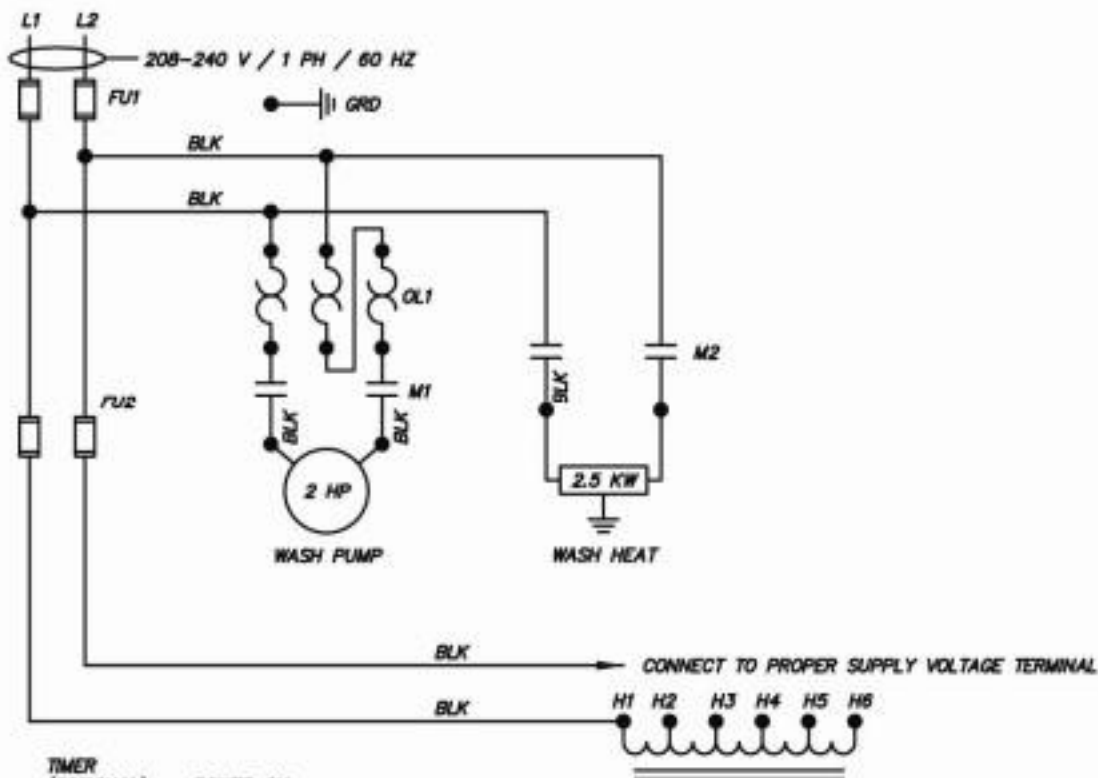 L1 L2
208-240 V / 1 PH / 60 HZ
FU1
GRD
BLK
BLK
OL1
M2
BLK
M1
FU2
BLK
BLK
2 HP
2.5 KW
WASH PUMP
WASH HEAT
BLK
CONNECT TO PROPER SUPPLY VOLTAGE TERMINAL
BLK
H1 H2 H3 H4 H5 H6
TIMER